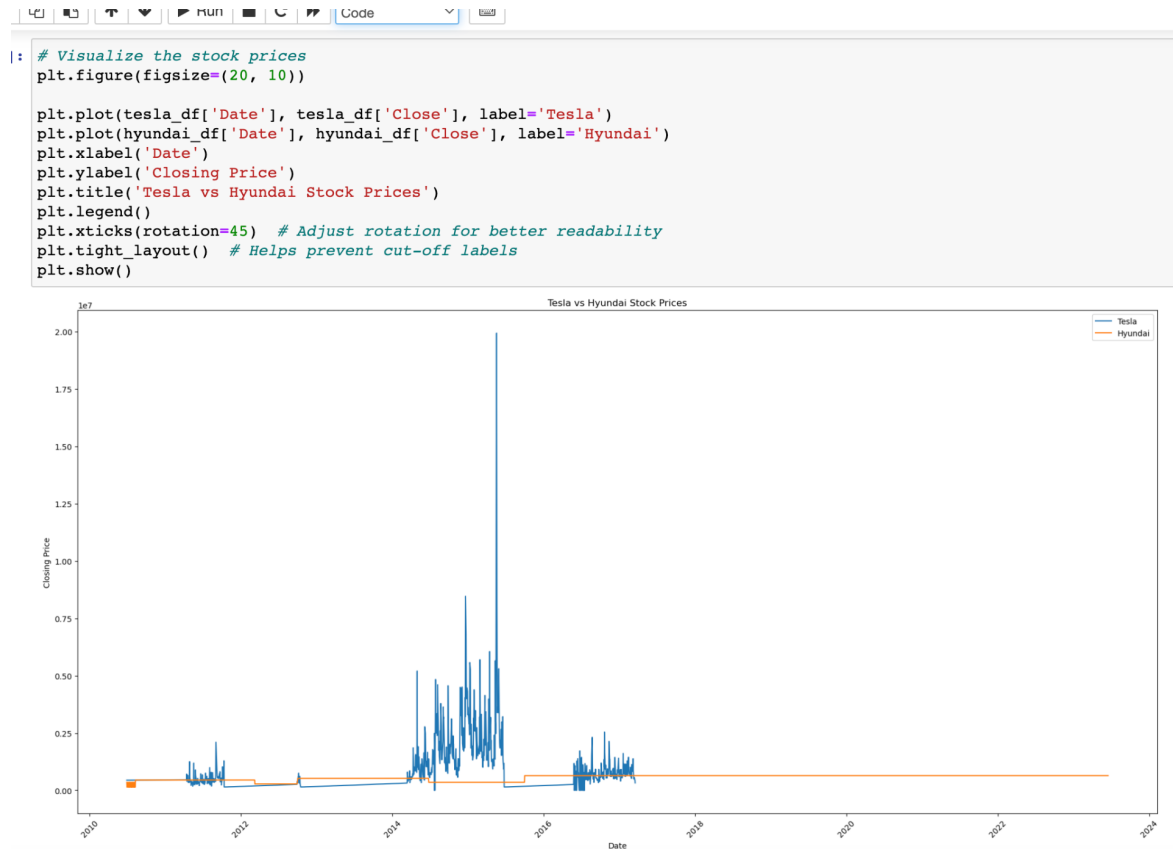 Run
Code
# Visualize the stock prices
plt.figure(figsize=(20, 10))
plt.plot(tesla_df['Date'], tesla_df['Close'], label='Tesla')
plt.plot(hyundai_df['Date'], hyundai_df['Close'], label='Hyundai')
plt.xlabel('Date')
plt.ylabel('Closing Price')
plt.title('Tesla vs Hyundai Stock Prices')
plt.legend()
plt.xticks(rotation=45)  # Adjust rotation for better readability
plt.tight_layout()  # Helps prevent cut-off labels
plt.show()
Tesla vs Hyundai Stock Prices
1e7
Tesla
Hyundai
2.00
1.75
1.50
1.25
1.00
0.75
0.50
0.25
0.00
Closing Price
2010
2012
2014
2016
2018
2020
2022
2024
Date